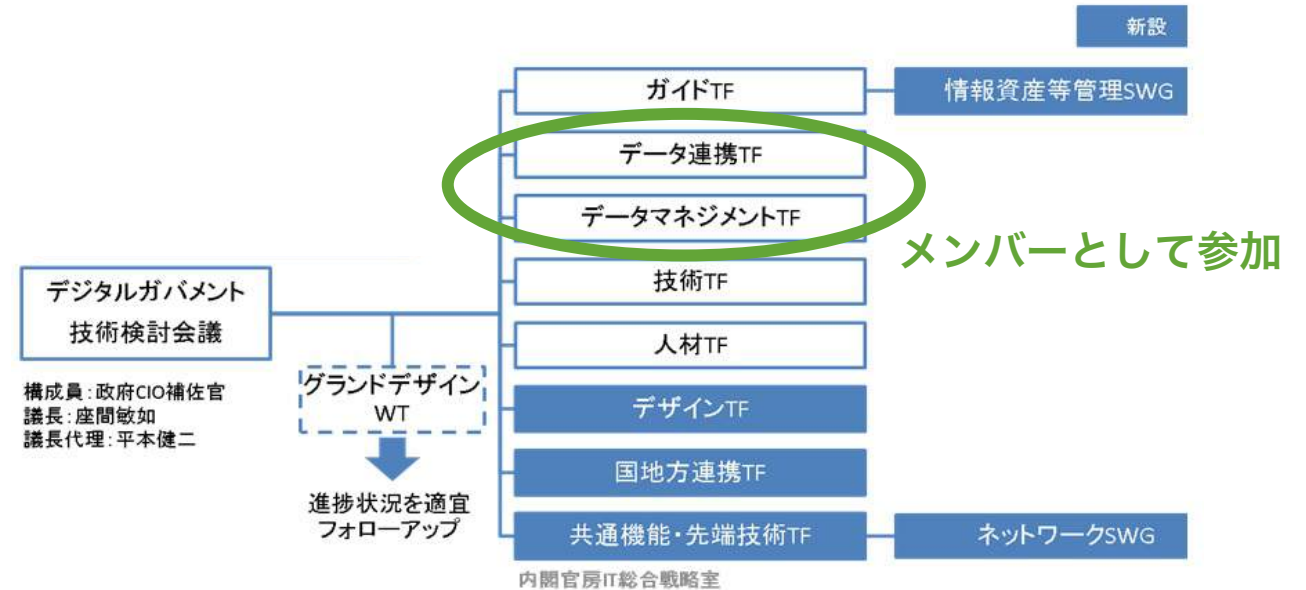 新設
ガイドTF
情報資産等管理SWG
データ連携TF
データマネジメントTF
メンバーとして参加
技術TF
人材TF
デジタルガバメント
技術検討会議
構成員:政府CIO補佐官
議長:座間敏如
議長代理:平本健二
グランドデザイン
WT
進捗状況を適宜
フォローアップ
デザインTF
国地方連携TF
共通機能・先端技術TF
ネットワークSWG
内閣官房IT総合戦略室